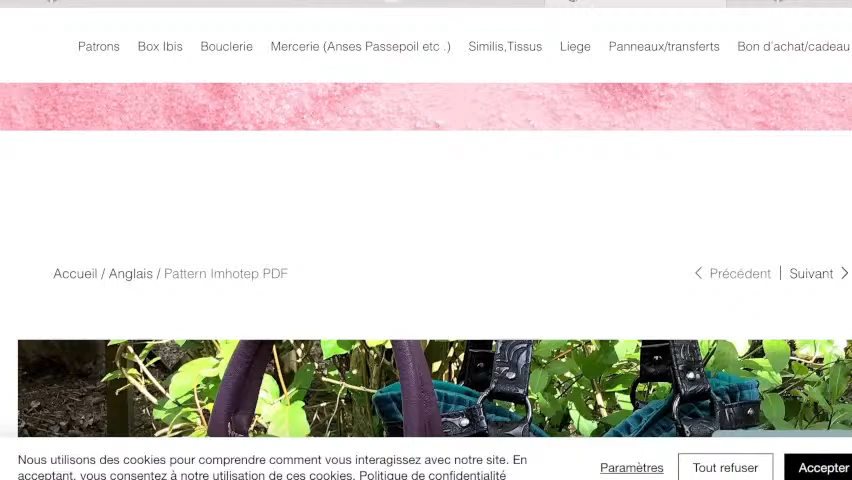 Patrons Box Ibis Bouclerie Mercerie (Anses Passepoil etc .) Similis,Tissus Liege Panneaux/transferts Bon d'achat/cadeau
Accueil / Anglais / Pattern Imhotep PDF
Précédent | Suivant
Nous utilisons des cookies pour comprendre comment vous interagissez avec notre site. En
acceptant, vous consentez à notre utilisation de ces cookies. Politique de confidentialité
Paramètres
Tout refuser
Accepter